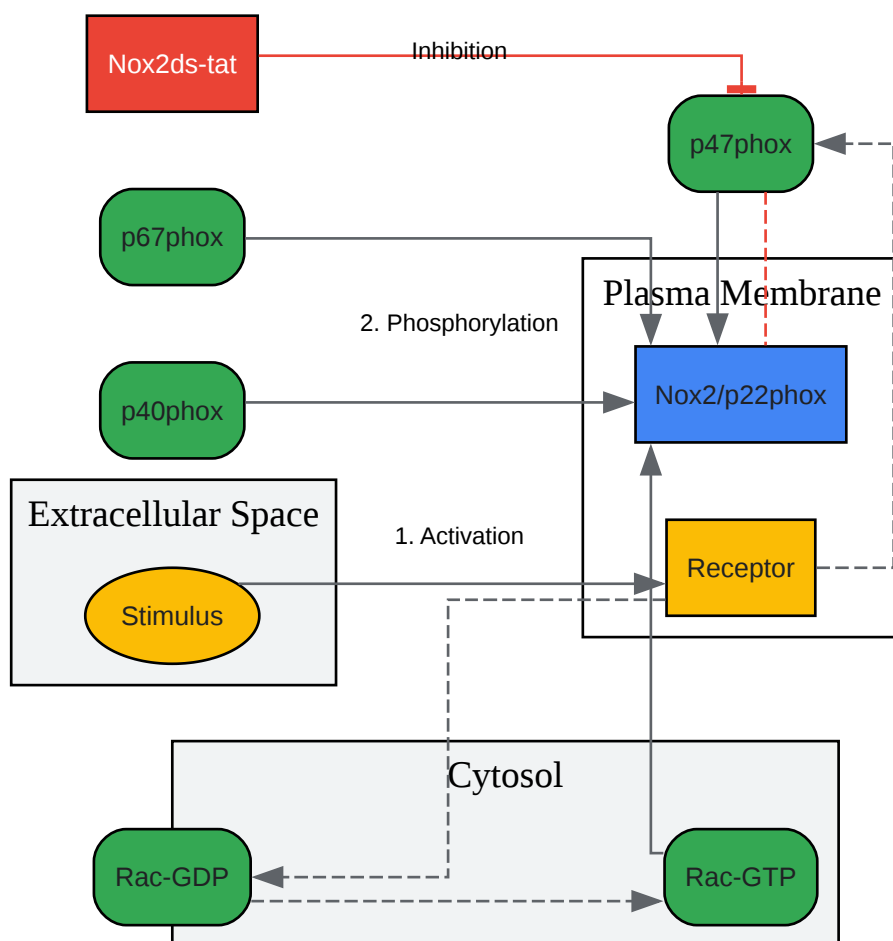 Nox2ds-tat
Inhibition
p47phox
p67phox
Plasma Membrane
2. Phosphorylation
Nox2/p22phox
p40phox
Extracellular Space
1. Activation
Receptor
Stimulus
Cytosol
Rac-GDP
Rac-GTP